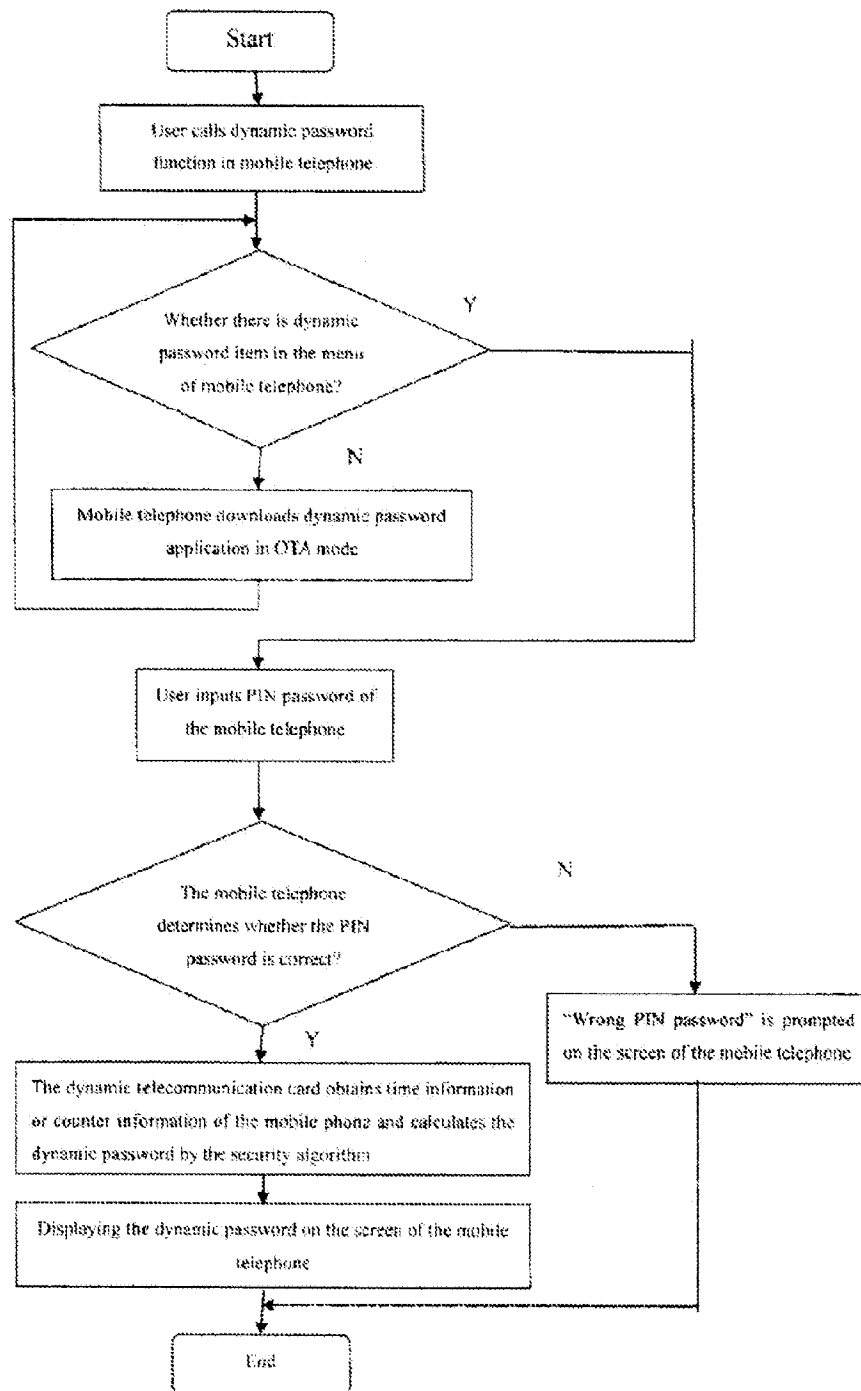 Start
User calls dynamic password
function in mobile telephone
Y
Whether there is dynamic
password item in the menu
of mobile telephone?
N
Mobile telephone downloads dynamic password
application in OTA mode
User inputs PIN password of
the mobile telephone
N
The mobile telephone
determines whether the PIN
password is correct?
"Wrong PIN password" is prompted
on the screen of the mobile telephone
Y
The dynamic telecommunication card obtains time information
or counter information of the mobile phone and calculates the
dynamic password by the security algorithm
Displaying the dynamic password on the screen of the mobile
telephone
End